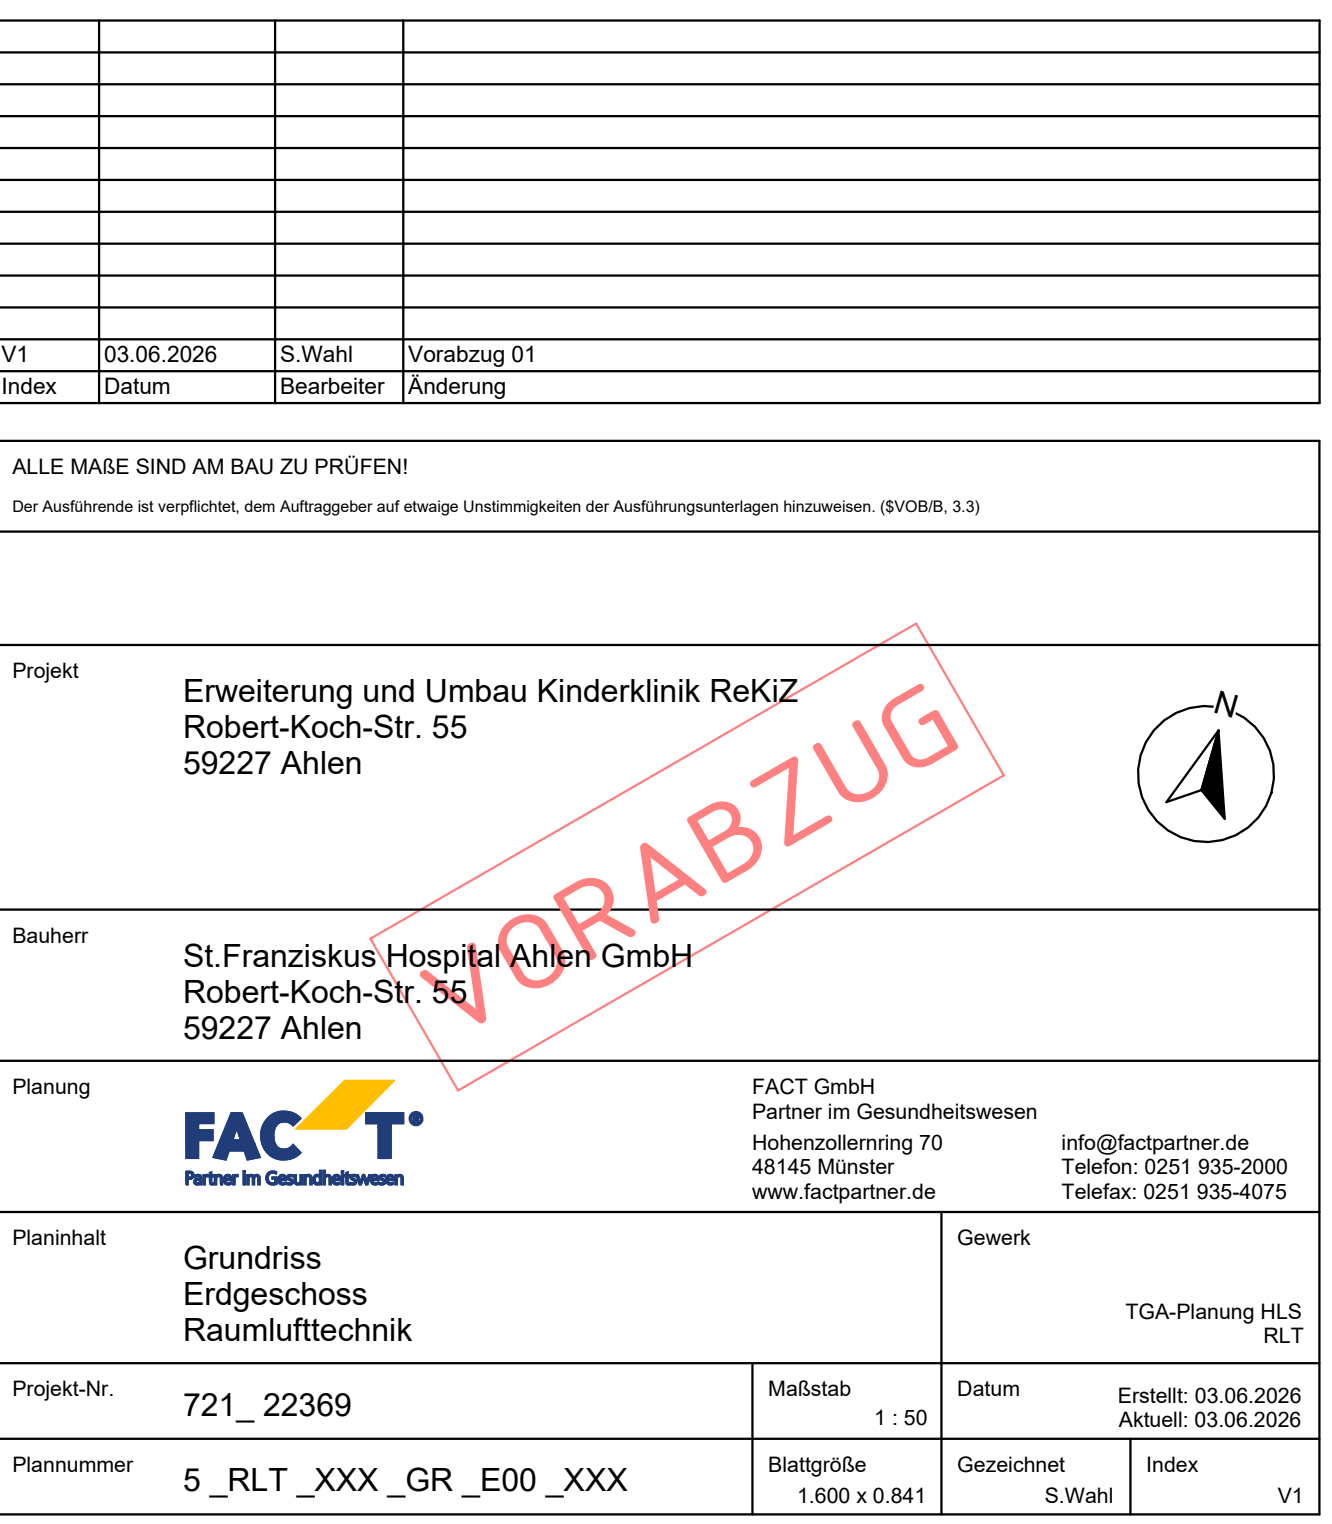 V1 03.06.2026 S.Wahl Vorabzug 01
Index Datum Bearbeiter Änderung
ALLE MAßE SIND AM BAU ZU PRÜFEN!
Der Ausführende ist verpflichtet, dem Auftraggeber auf etwaige Unstimmigkeiten der Ausführungsunterlagen hinzuweisen. ($VOB/B, 3.3)
Projekt
Erweiterung und Umbau Kinderklinik ReKiZ
Robert-Koch-Str. 55
59227 Ahlen
N
VORABZUG
Bauherr
St.Franziskus Hospital Ahlen GmbH
Robert-Koch-Str. 55
59227 Ahlen
Planung
FACT
Partner im Gesundheitswesen
FACT GmbH
Partner im Gesundheitswesen
Hohenzollernring 70
48145 Münster
www.factpartner.de
info@factpartner.de
Telefon: 0251 935-2000
Telefax: 0251 935-4075
Planinhalt
Grundriss
Erdgeschoss
Raumlufttechnik
Gewerk
TGA-Planung HLS
RLT
Projekt-Nr.
721_ 22369
Maßstab
1 : 50
Datum
Erstellt: 03.06.2026
Aktuell: 03.06.2026
Plannummer
5 _RLT _XXX _GR _E00 _XXX
Blattgröße
1.600 x 0.841
Gezeichnet
S.Wahl
Index
V1